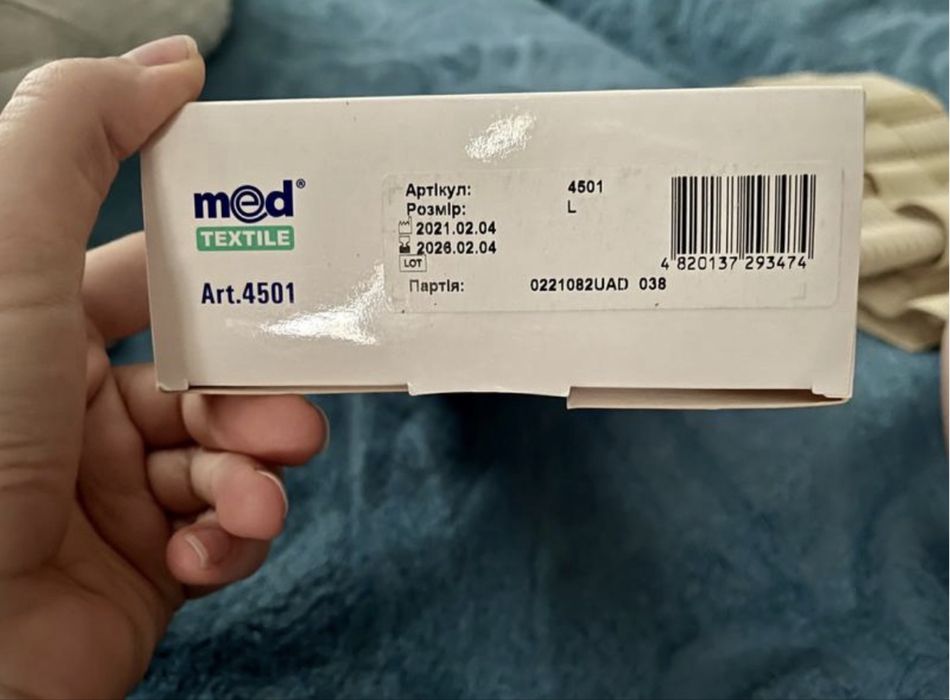 med®
TEXTILE
Art.4501
Артікул: 4501
Розмір: L
2021.02.04
2026.02.04
LOT
Партія: 0221082UAD 038
4 820137 293474